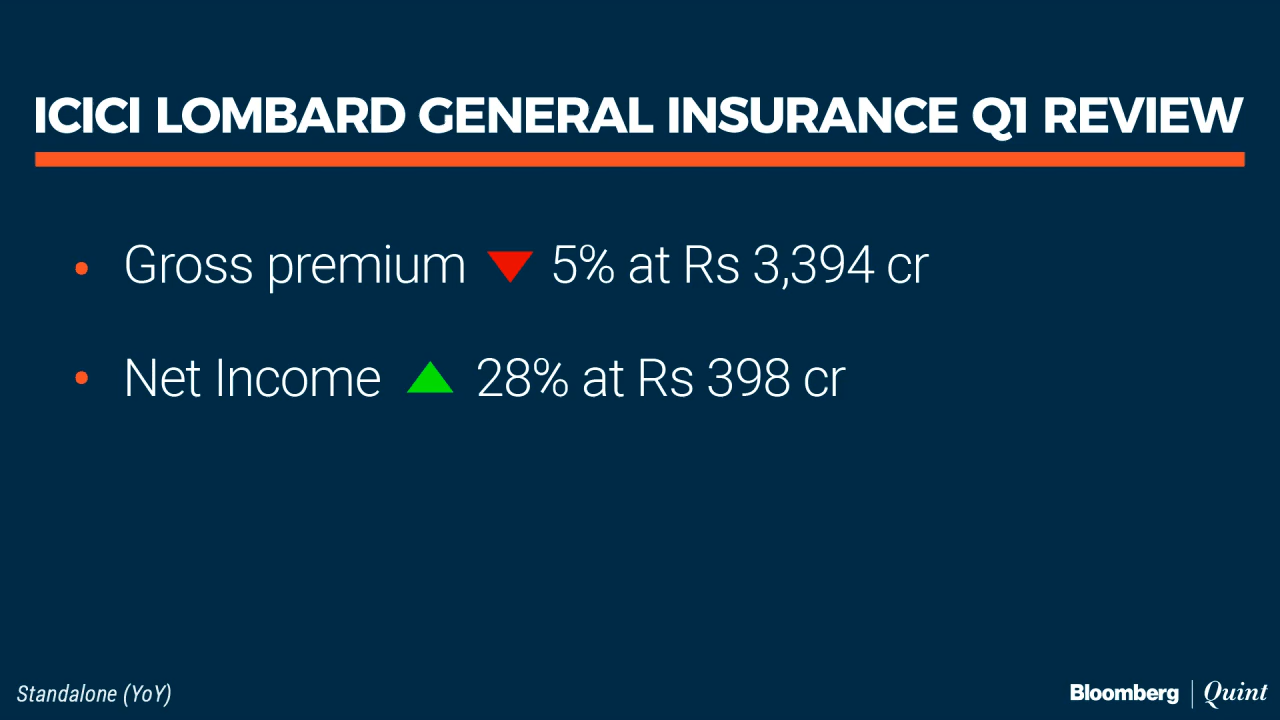 ICICI LOMBARD GENERAL INSURANCE Q1 REVIEW
• Gross premium ▼ 5% at Rs 3,394 cr
• Net Income ▲ 28% at Rs 398 cr
Standalone (YoY)
Bloomberg | Quint